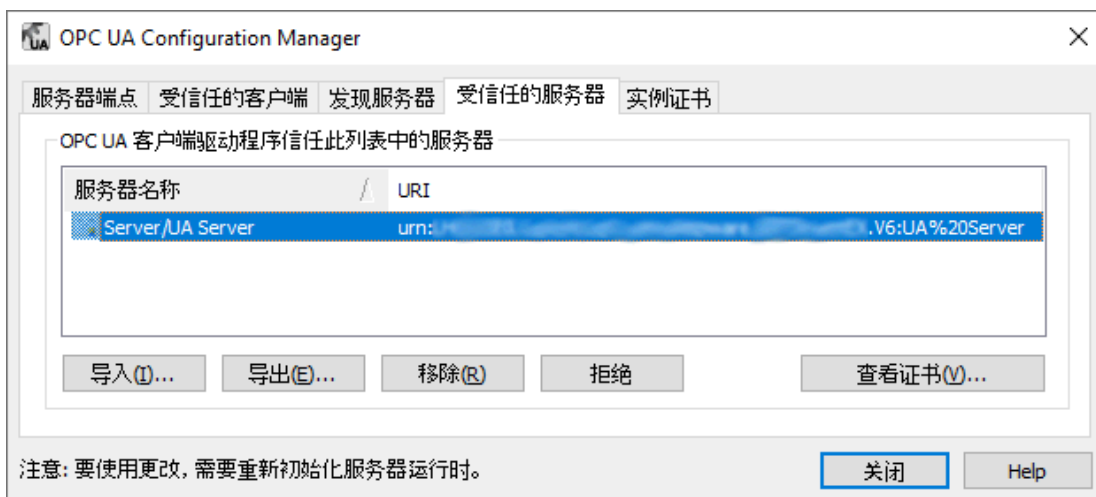 OPC UA Configuration Manager
服务器端点 受信任的客户端 发现服务器 受信任的服务器 实例证书
OPC UA 客户端驱动程序信任此列表中的服务器
服务器名称 URI
Server/UA Server urn: .V6:UA%20Server
导入(I)... 导出(E)... 移除(R) 拒绝 查看证书(V)...
注意: 要使用更改, 需要重新初始化服务器运行时。 关闭 Help